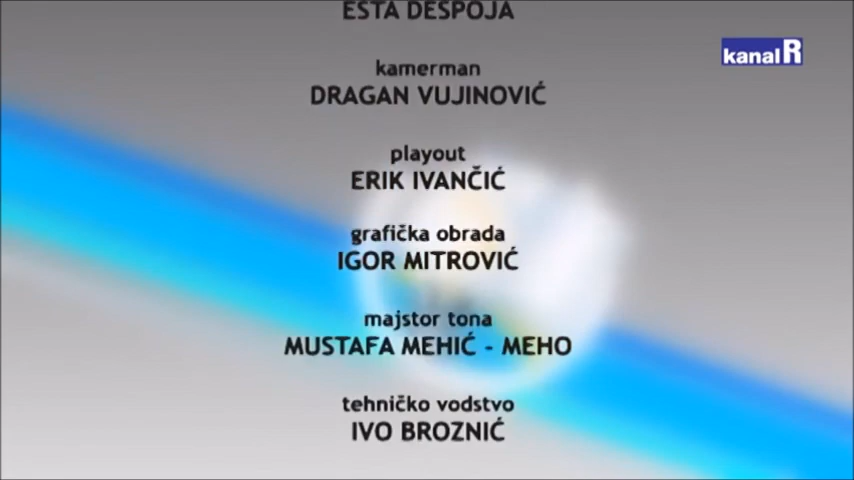 ESTA DESPOJA
kanal R
kamerman
DRAGAN VUJINOVIĆ
playout
ERIK IVANČIĆ
grafička obrada
IGOR MITROVIĆ
majstor tona
MUSTAFA MEHIĆ - MEHO
tehničko vodstvo
IVO BROZNIĆ